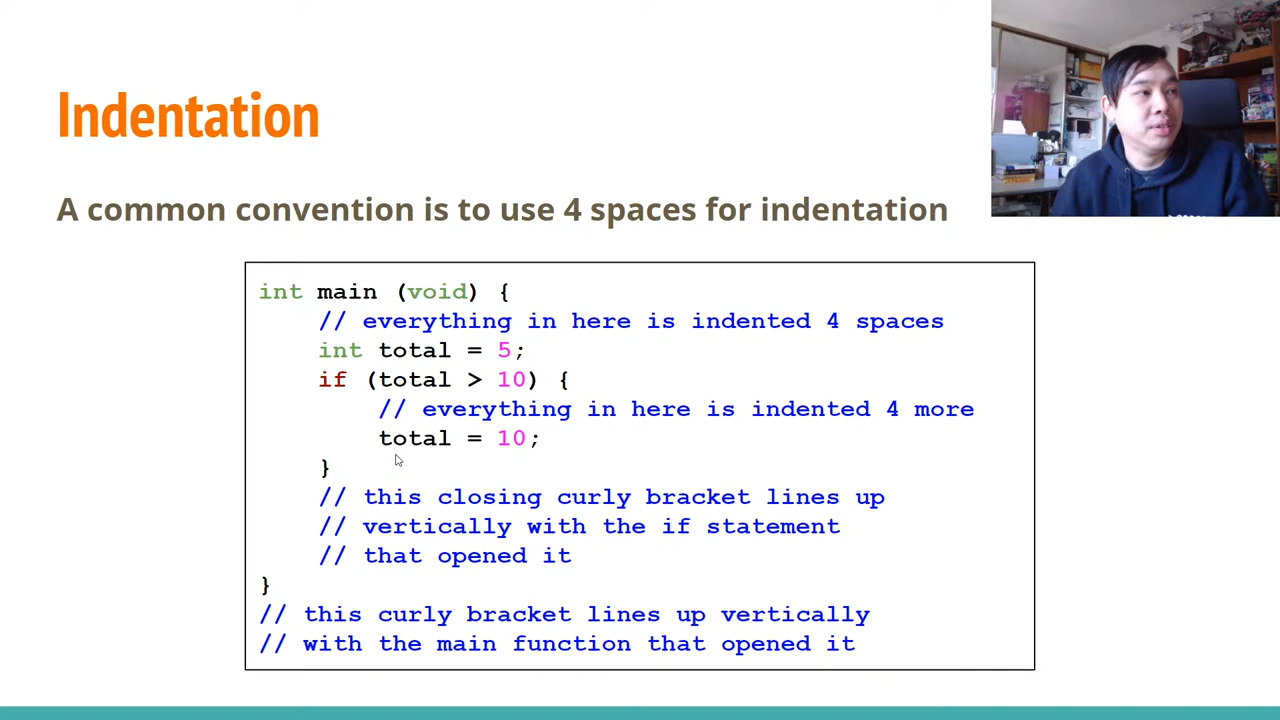 Indentation
A common convention is to use 4 spaces for indentation
int main (void) {
    // everything in here is indented 4 spaces
    int total = 5;
    if (total > 10) {
        // everything in here is indented 4 more
        total = 10;
    }
    // this closing curly bracket lines up
    // vertically with the if statement
    // that opened it
}
// this curly bracket lines up vertically
// with the main function that opened it